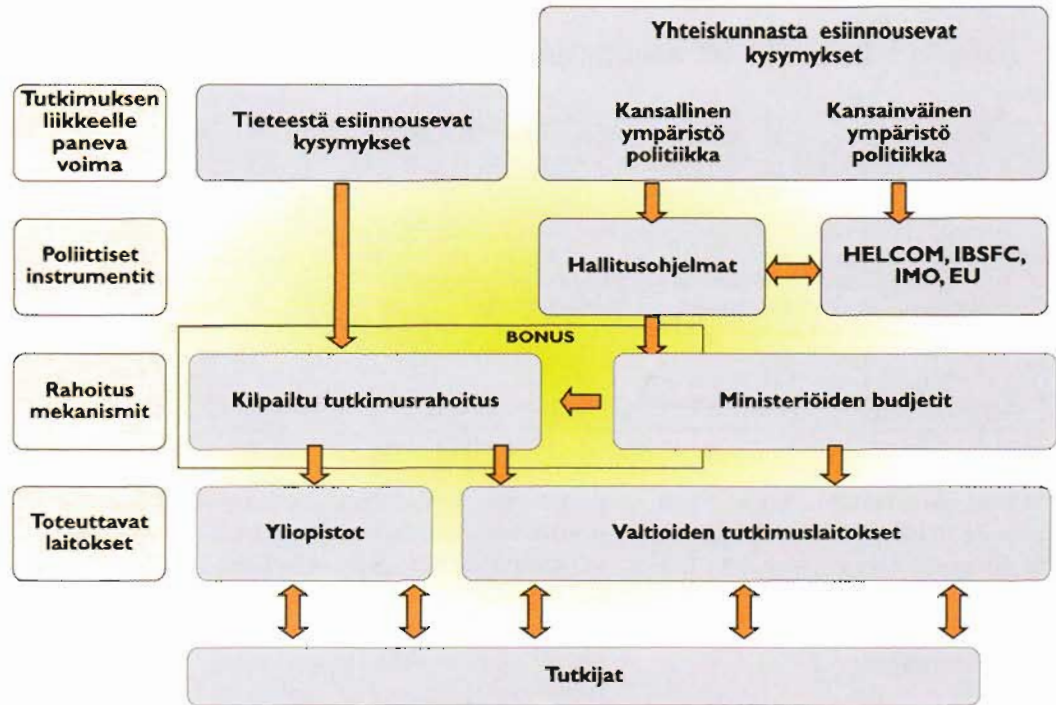 Yhteiskunnasta esiinnousevat
kysymykset
Tutkimuksen
liikkeelle
paneva
voima
Tieteestä esiinnousevat
kysymykset
Kansallinen
ympäristö
politiikka
Kansainväinen
ympäristö
politiikka
Poliittiset
instrumentit
Hallitusohjelmat
HELCOM, IBSFC,
IMO, EU
BONUS
Rahoitus
mekanismit
Kilpailtu tutkimusrahoitus
Ministeriöiden budjetit
Toteuttavat
laitokset
Yliopistot
Valtioiden tutkimuslaitokset
Tutkijat